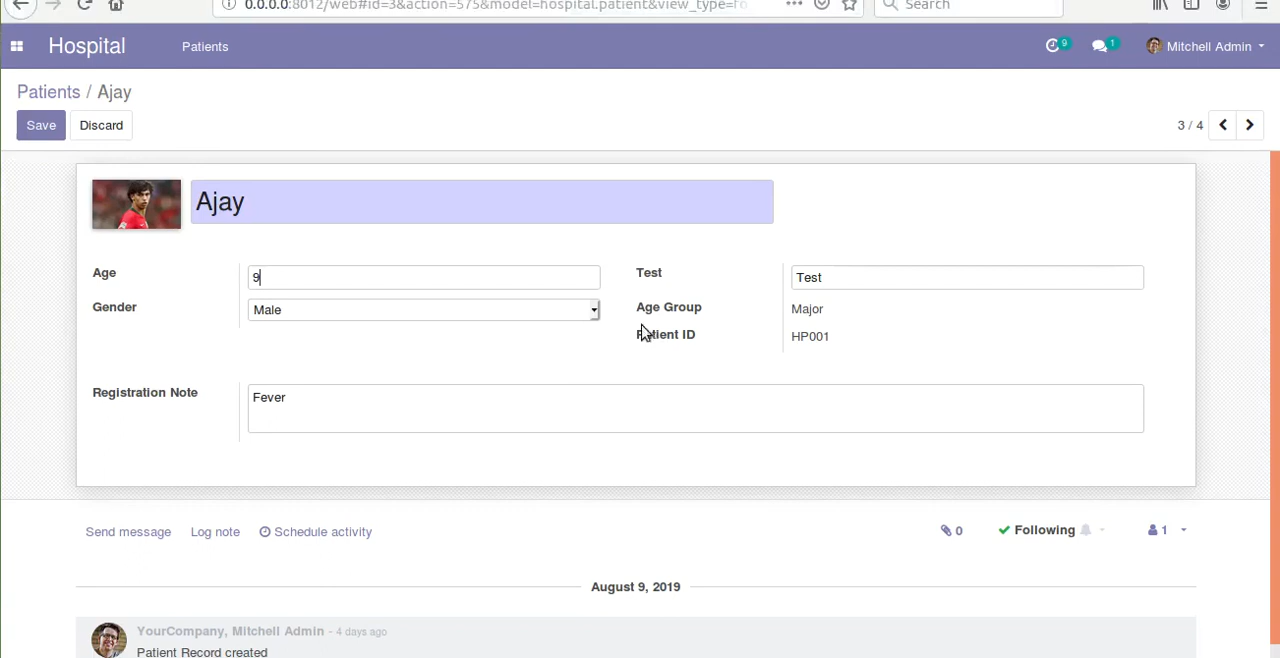 0.0.0.0:8012/web#id=3&action=575&model=hospital.patient&view_type=fo
Search
Hospital
Patients
9
1
Mitchell Admin
Patients / Ajay
Save
Discard
3 / 4
Ajay
Age
9
Test
Test
Gender
Male
Age Group
Major
Patient ID
HP001
Registration Note
Fever
Send message
Log note
Schedule activity
0
Following
1
August 9, 2019
YourCompany, Mitchell Admin - 4 days ago
Patient Record created